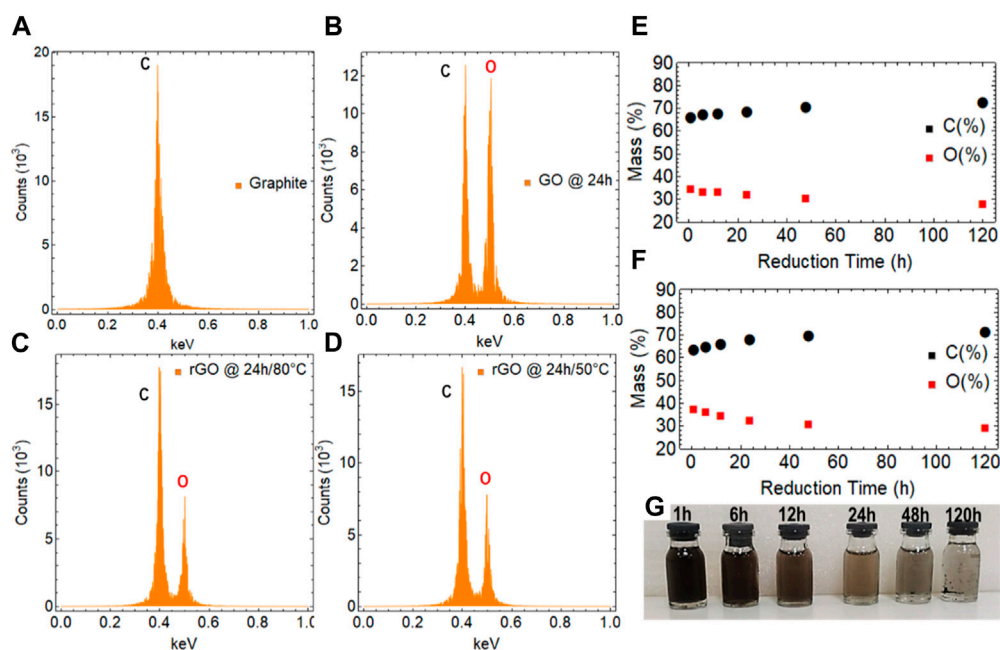 A
C
Graphite
Counts (10³)
20
15
10
5
0
0.0 0.2 0.4 0.6 0.8 1.0
keV
B
C O
GO @ 24h
Counts (10³)
12
10
8
6
4
2
0
0.0 0.2 0.4 0.6 0.8 1.0
keV
C
rGO @ 24h/80°C
C
O
Counts (10³)
15
10
5
0
0.0 0.2 0.4 0.6 0.8 1.0
keV
D
rGO @ 24h/50°C
C
O
Counts (10³)
15
10
5
0
0.0 0.2 0.4 0.6 0.8 1.0
keV
E
Mass (%)
90
80
70
60
50
40
30
20
C(%)
O(%)
0 20 40 60 80 100 120
Reduction Time (h)
F
Mass (%)
90
80
70
60
50
40
30
20
C(%)
O(%)
0 20 40 60 80 100 120
Reduction Time (h)
G
1h 6h 12h 24h 48h 120h